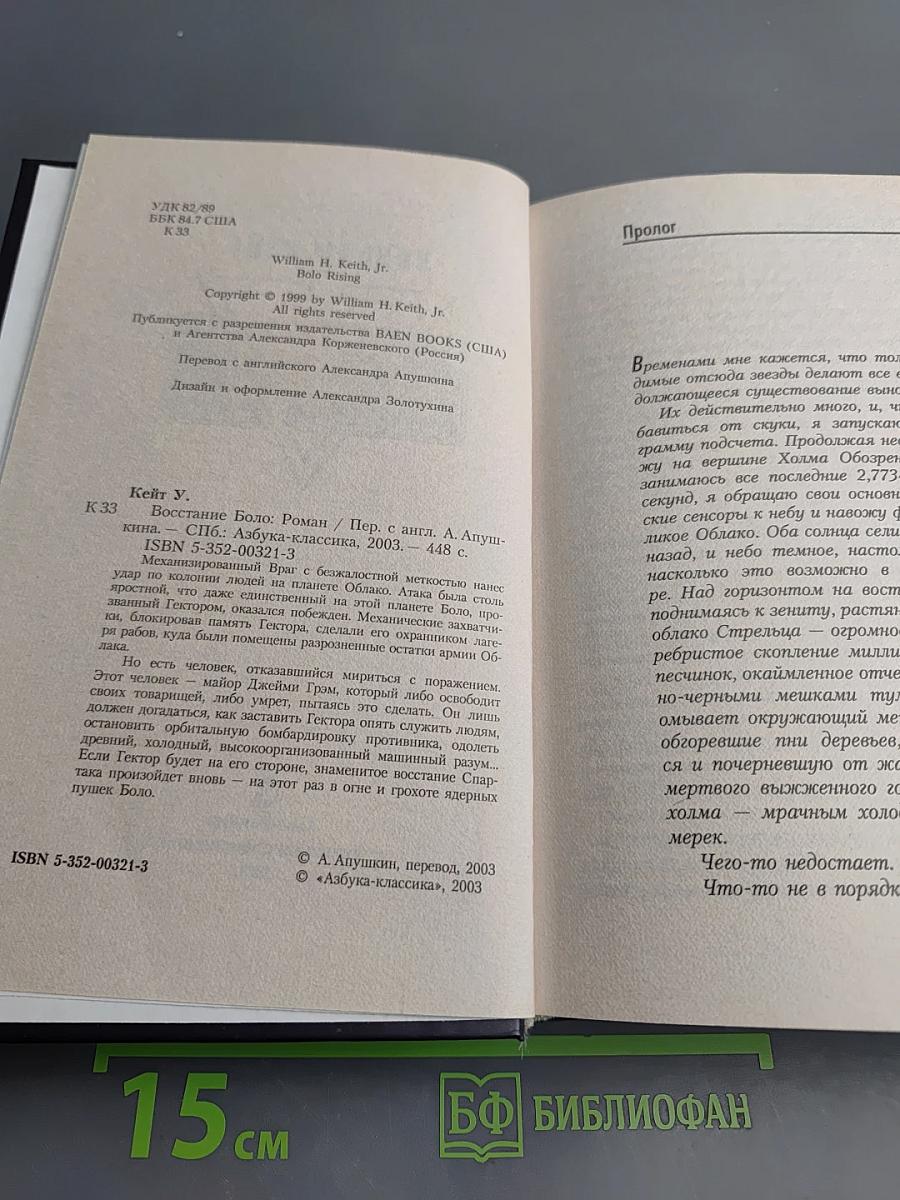 УДК 82/89
ББК 84.7 США
К 33
William H. Keith, Jr.
Bolo Rising
Copyright © 1999 by William H. Keith, Jr.
All rights reserved
Публикуется с разрешения издательства BAEN BOOKS (США)
и Агентства Александра Корженевского (Россия)
Перевод с английского Александра Апушкина
Дизайн и оформление Александра Золотухина
Кейт У.
К 33 Восстание Боло: Роман / Пер. с англ. А. Апуш-
кина. — СПб.: Азбука-классика, 2003. — 448 с.
ISBN 5-352-00321-3
Механизированный Враг с безжалостной меткостью нанес
удар по колонии людей на планете Облако. Атака была столь
яростной, что даже единственный на этой планете Боло, про-
званный Гектором, оказался побежден. Механические захватчи-
ки, блокировав память Гектора, сделали его охранником лаге-
ря рабов, куда были помещены разрозненные остатки армии Об-
лака.
Но есть человек, отказавшийся мириться с поражением.
Этот человек — майор Джейми Грэм, который либо освободит
своих товарищей, либо умрет, пытаясь это сделать. Он лишь
должен догадаться, как заставить Гектора опять служить людям,
остановить орбитальную бомбардировку противника, одолеть
древний, холодный, высокоорганизованный машинный разум...
Если Гектор будет на его стороне, знаменитое восстание Спар-
така произойдет вновь — на этот раз в огне и грохоте ядерных
пушек Боло.
ISBN 5-352-00321-3
© А. Апушкин, перевод, 2003
© «Азбука-классика», 2003
Пролог
Временами мне кажется, что тол
димые отсюда звезды делают все е
должающееся существование вынос
Их действительно много, и, ч
бавиться от скуки, я запускаю
грамму подсчета. Продолжая нес
жу на вершине Холма Обозрен
занимаюсь все последние 2,773
секунд, я обращаю свои основн
ские сенсоры к небу и навожу ф
ликое Облако. Оба солнца сели
назад, и небо темное, настол
насколько это возможно в
ре. Над горизонтом на вост
поднимаясь к зениту, растян
облако Стрельца — огромное
ребристое скопление милли
песчинок, окаймленное отче
но-черными мешками тум
омывает окружающий ме
обгоревшие пни деревьев,
ся и почерневшую от жа
мертвого выжженного го
холма — мрачным холо
мерек.
Чего-то недостает.
Что-то не в порядк
15 см
БФ БИБЛИОФАН